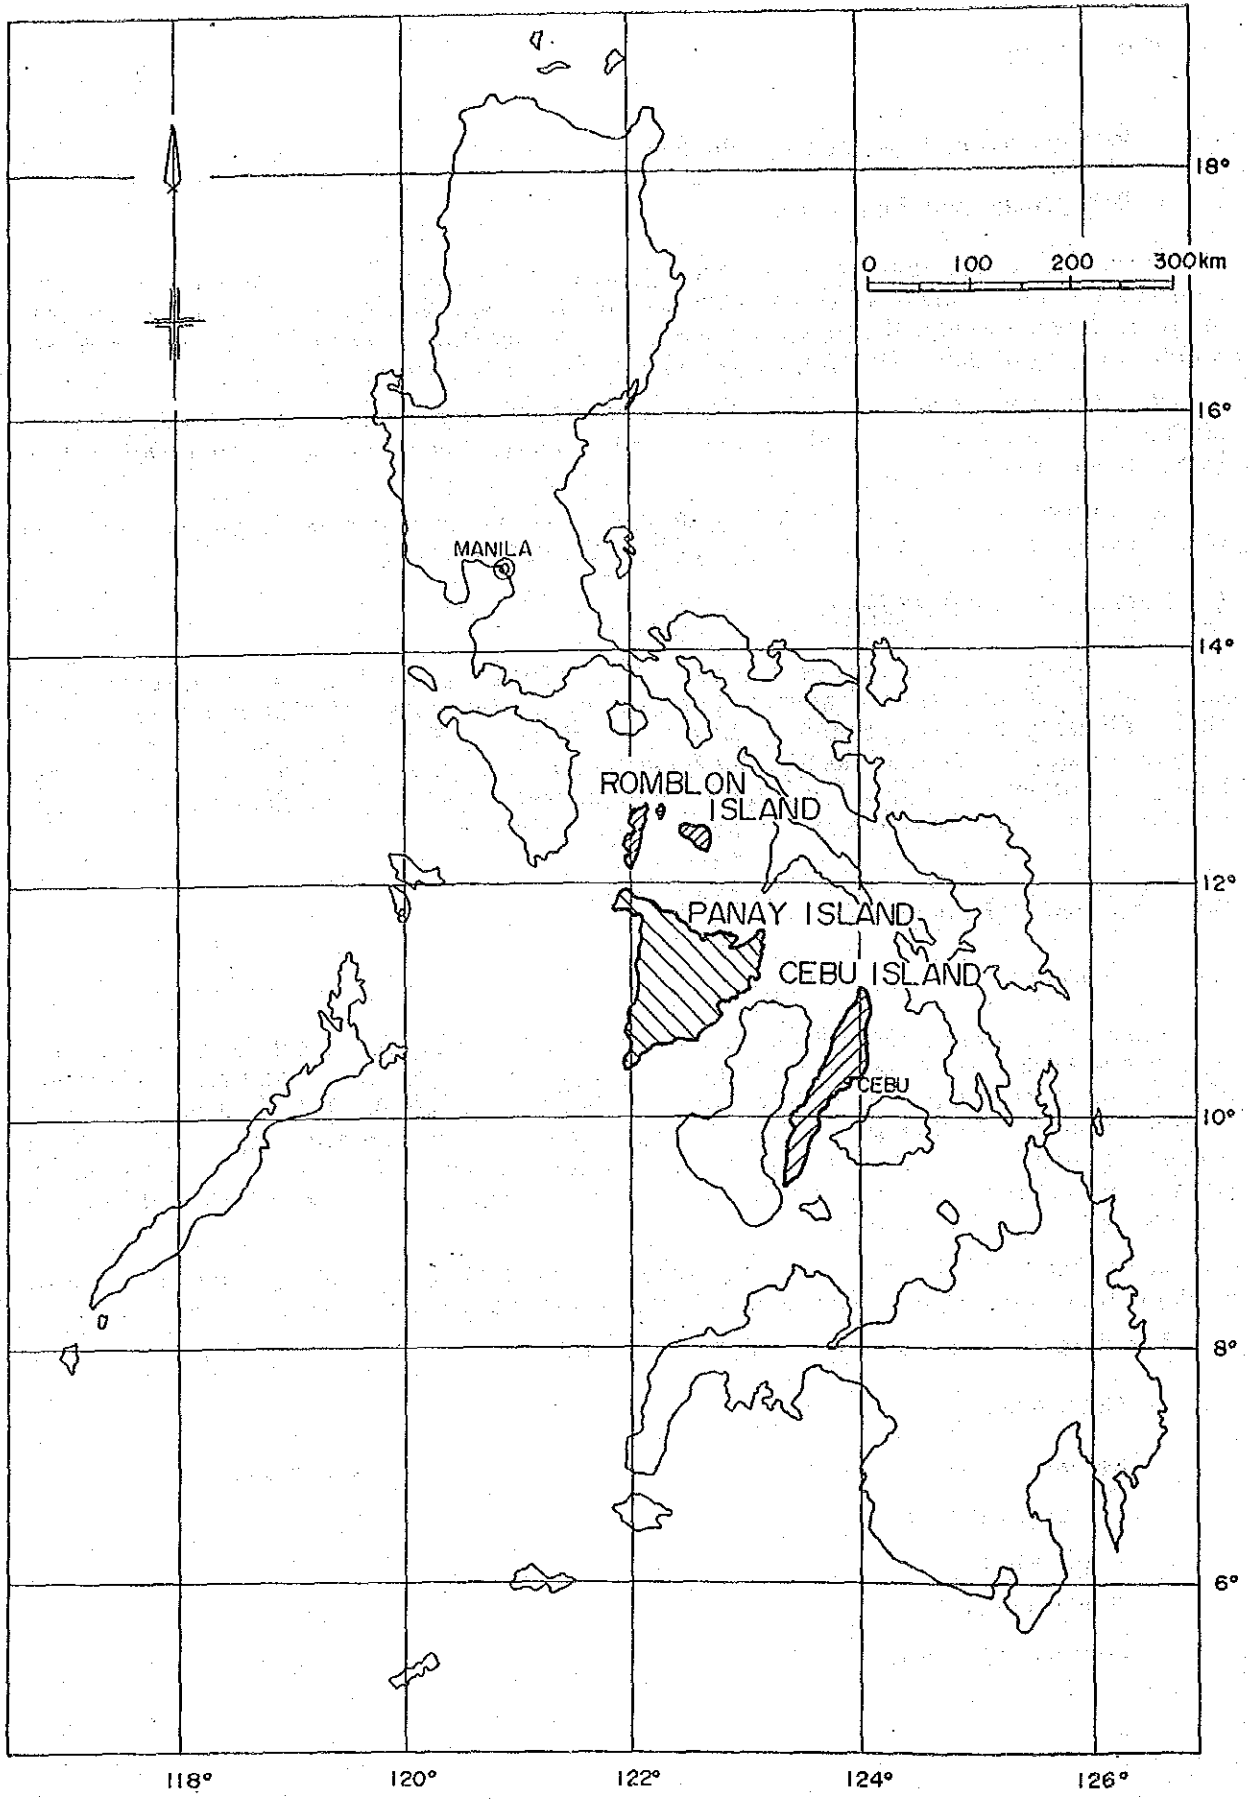 18°
0 100 200 300km
16°
MANILA
14°
ROMBLON
ISLAND
12°
PANAY ISLAND
CEBU ISLAND
CEBU
10°
8°
6°
118° 120° 122° 124° 126°